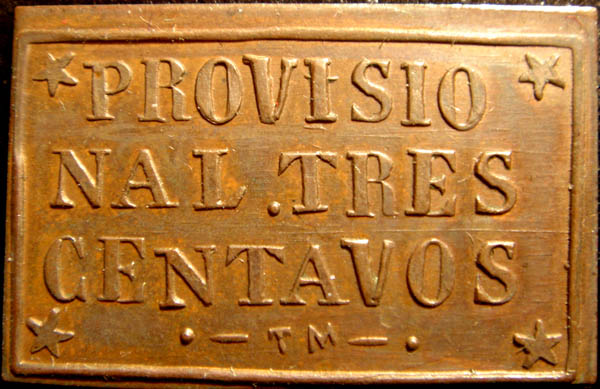 PROVISIO
NAL.TRES
CENTAVOS
·—TM—·